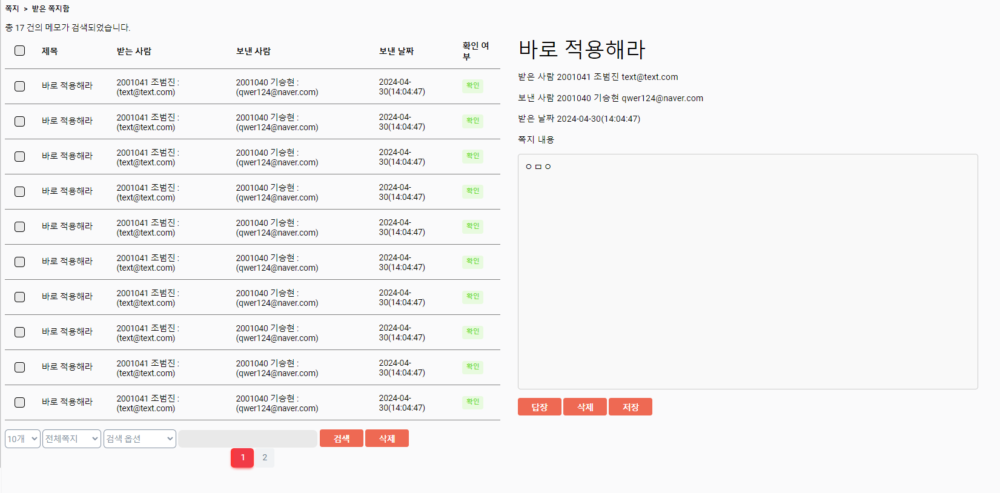 쪽지 > 받은 쪽지함
총 17 건의 메모가 검색되었습니다.
제목 받는 사람 보낸 사람 보낸 날짜 확인 여부
바로 적용해라 2001041 조범진 : (text@text.com) 2001040 기승현 : (qwer124@naver.com) 2024-04-30(14:04:47) 확인
바로 적용해라 2001041 조범진 : (text@text.com) 2001040 기승현 : (qwer124@naver.com) 2024-04-30(14:04:47) 확인
바로 적용해라 2001041 조범진 : (text@text.com) 2001040 기승현 : (qwer124@naver.com) 2024-04-30(14:04:47) 확인
바로 적용해라 2001041 조범진 : (text@text.com) 2001040 기승현 : (qwer124@naver.com) 2024-04-30(14:04:47) 확인
바로 적용해라 2001041 조범진 : (text@text.com) 2001040 기승현 : (qwer124@naver.com) 2024-04-30(14:04:47) 확인
바로 적용해라 2001041 조범진 : (text@text.com) 2001040 기승현 : (qwer124@naver.com) 2024-04-30(14:04:47) 확인
바로 적용해라 2001041 조범진 : (text@text.com) 2001040 기승현 : (qwer124@naver.com) 2024-04-30(14:04:47) 확인
바로 적용해라 2001041 조범진 : (text@text.com) 2001040 기승현 : (qwer124@naver.com) 2024-04-30(14:04:47) 확인
바로 적용해라 2001041 조범진 : (text@text.com) 2001040 기승현 : (qwer124@naver.com) 2024-04-30(14:04:47) 확인
바로 적용해라 2001041 조범진 : (text@text.com) 2001040 기승현 : (qwer124@naver.com) 2024-04-30(14:04:47) 확인
10개 전체쪽지 검색 옵션 검색 삭제
1 2
바로 적용해라
받은 사람 2001041 조범진 text@text.com
보낸 사람 2001040 기승현 qwer124@naver.com
받은 날짜 2024-04-30(14:04:47)
쪽지 내용
ㅇㅁㅇ
답장 삭제 저장